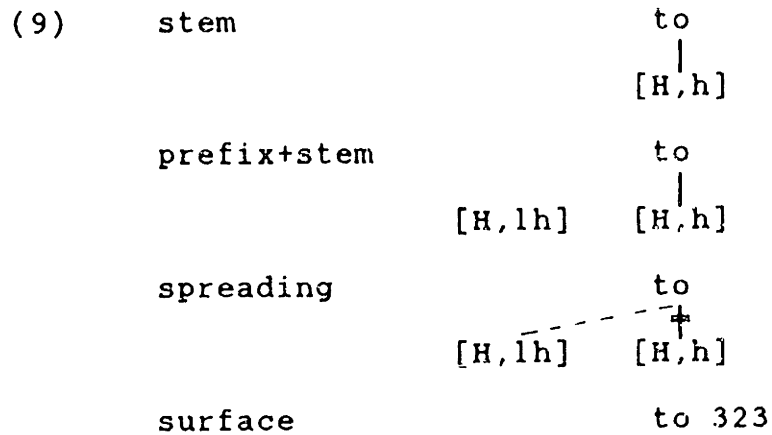 (9) stem to
[H,h]
prefix+stem to
[H,lh] [H,h]
spreading to
[H,lh] [H,h]
surface to 323